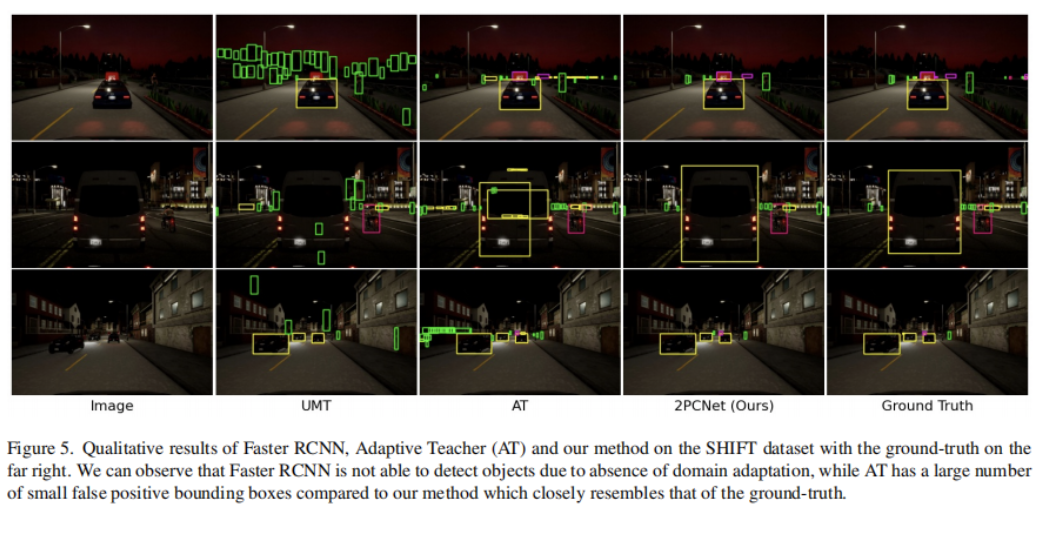 Image UMT AT 2PCNet (Ours) Ground Truth
Figure 5. Qualitative results of Faster RCNN, Adaptive Teacher (AT) and our method on the SHIFT dataset with the ground-truth on the
far right. We can observe that Faster RCNN is not able to detect objects due to absence of domain adaptation, while AT has a large number
of small false positive bounding boxes compared to our method which closely resembles that of the ground-truth.